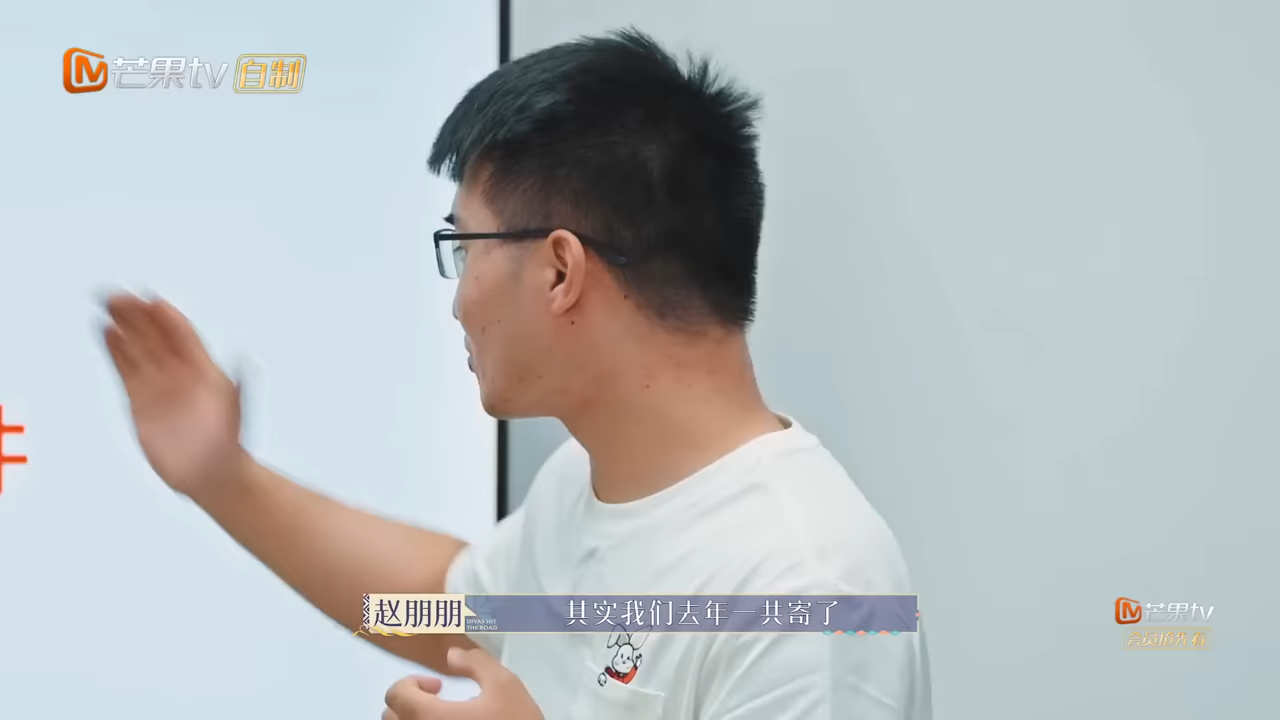 芒果tv 自制
赵朋朋
DIVAS HIT
THE ROAD
其实我们去年一共寄了
芒果tv
会员抢先看